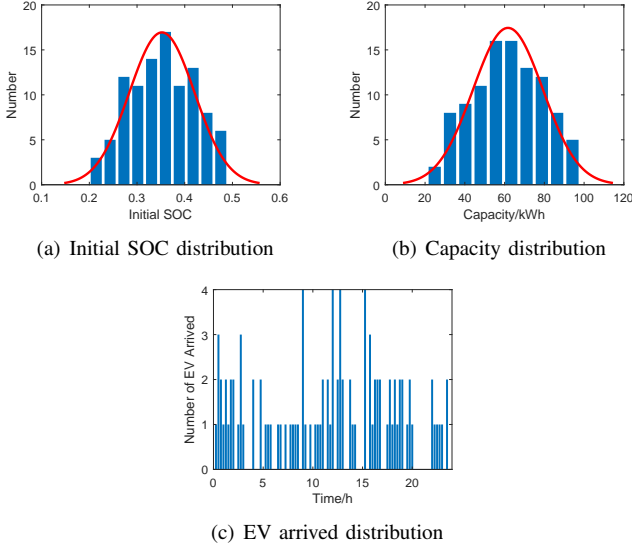 20
15
10
5
0
Number
0.1 0.2 0.3 0.4 0.5 0.6
Initial SOC
(a) Initial SOC distribution
20
15
10
5
0
Number
0 20 40 60 80 100 120
Capacity/kWh
(b) Capacity distribution
4
3
2
1
0
Number of EV Arrived
0 5 10 15 20
Time/h
(c) EV arrived distribution